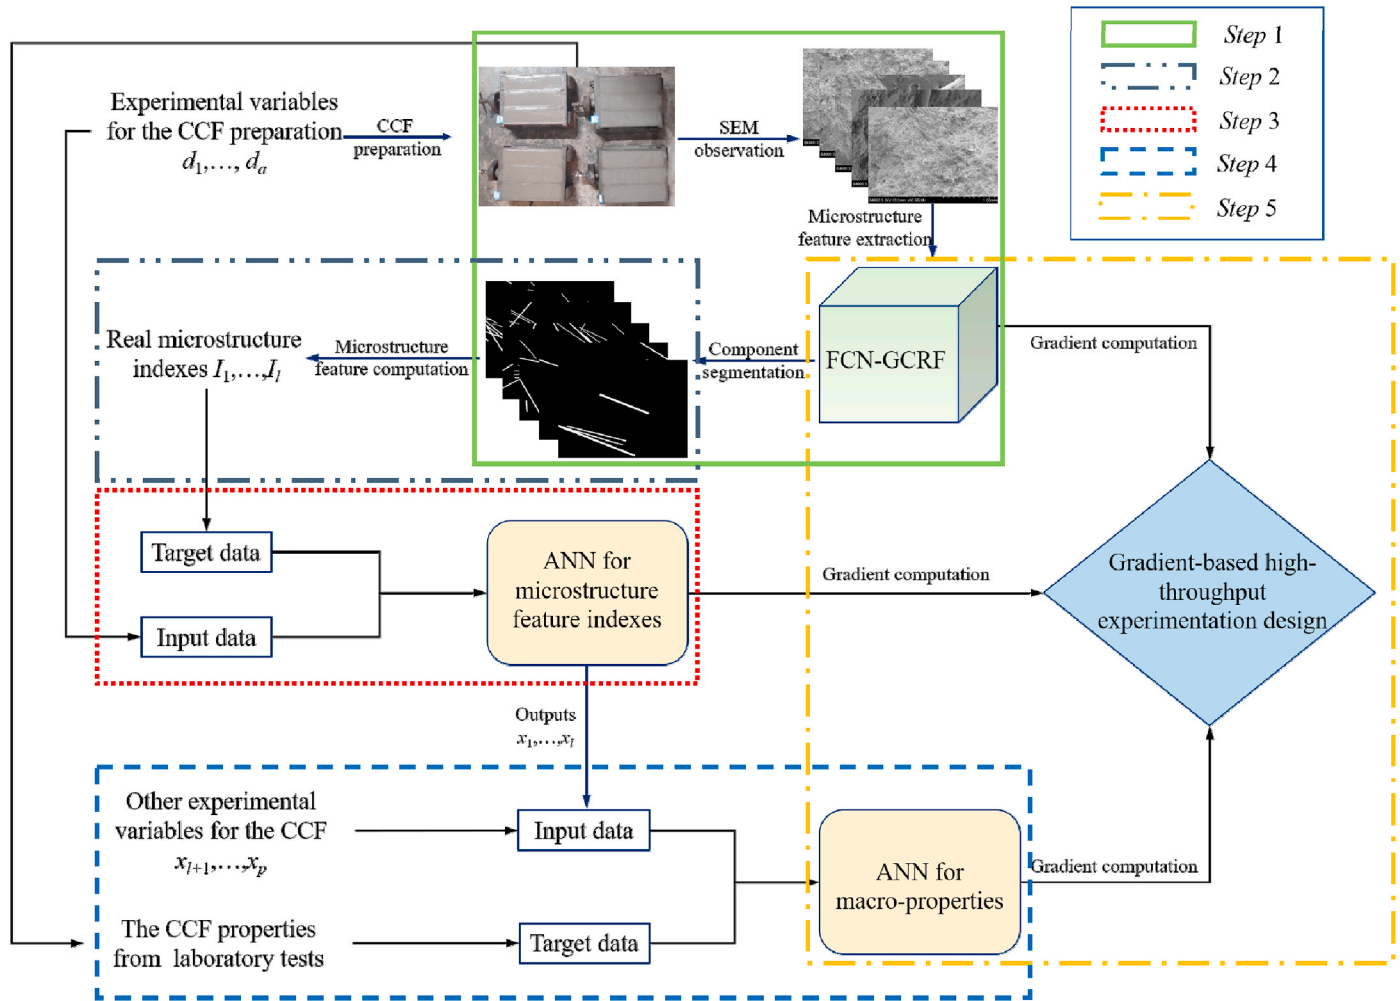 Step 1
Step 2
Step 3
Step 4
Step 5
Experimental variables
for the CCF preparation
d1,…, da
CCF
preparation
SEM
observation
Microstructure
feature extraction
FCN-GCRF
Component
segmentation
Microstructure
feature computation
Real microstructure
indexes I1,…,Il
Gradient computation
Target data
Input data
ANN for
microstructure
feature indexes
Gradient computation
Gradient-based high-
throughput
experimentation design
Outputs
x1,…,xl
Other experimental
variables for the CCF
xl+1,…,xp
Input data
The CCF properties
from laboratory tests
Target data
ANN for
macro-properties
Gradient computation